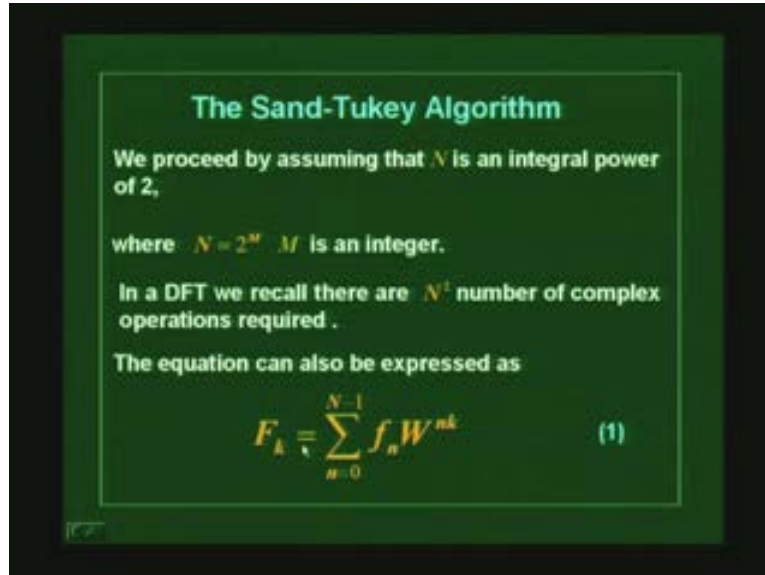 The Sand-Tukey Algorithm
We proceed by assuming that N is an integral power
of 2,
where N = 2^M M is an integer.
In a DFT we recall there are N² number of complex
operations required .
The equation can also be expressed as
F_k = \sum_{n=0}^{N-1} f_n W^{nk} (1)